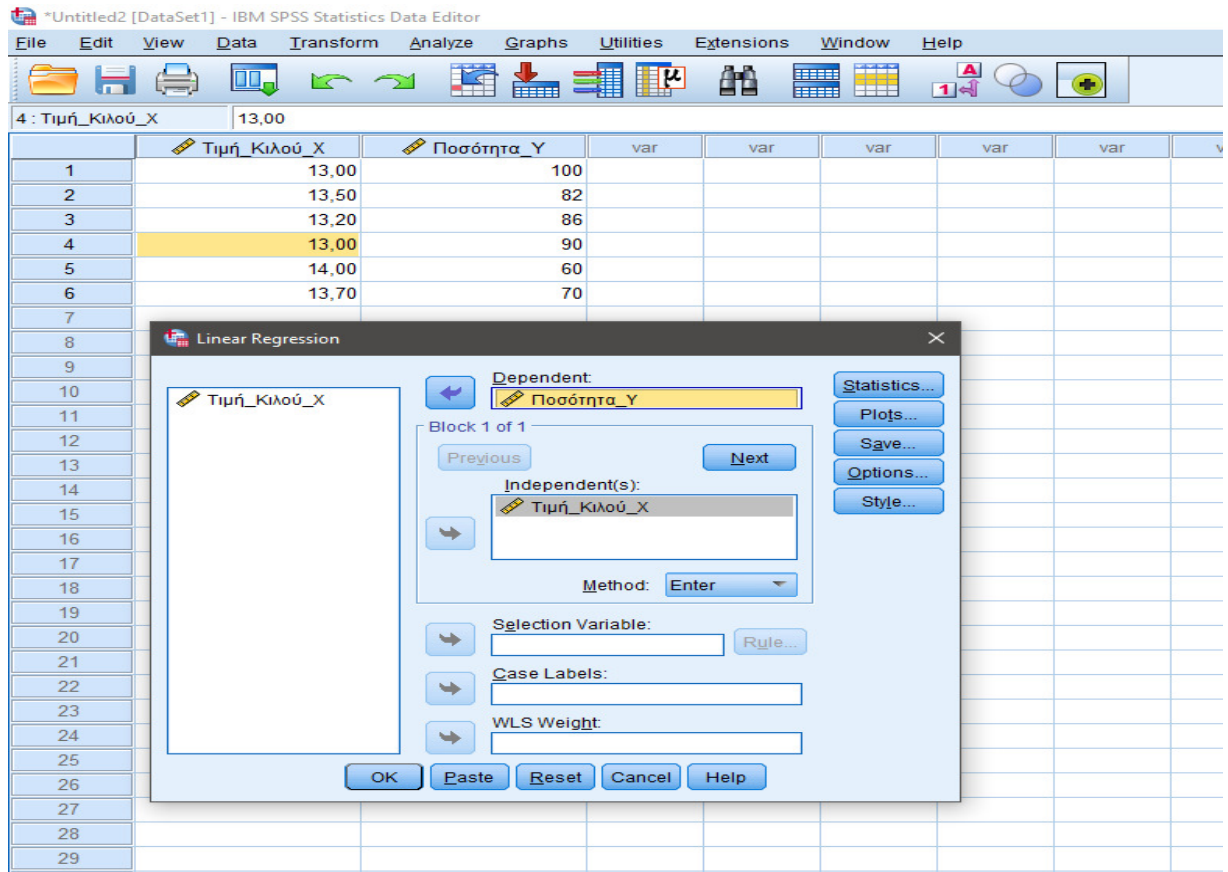 *Untitled2 [DataSet1] - IBM SPSS Statistics Data Editor
File Edit View Data Transform Analyze Graphs Utilities Extensions Window Help
4 : Τιμή_Κιλού_Χ 13,00
Τιμή_Κιλού_Χ Ποσότητα_Υ var var var var var
1 13,00 100
2 13,50 82
3 13,20 86
4 13,00 90
5 14,00 60
6 13,70 70
7
8
9
10
11
12
13
14
15
16
17
18
19
20
21
22
23
24
25
26
27
28
29
Linear Regression
Τιμή_Κιλού_Χ
Dependent:
Ποσότητα_Υ
Block 1 of 1
Previous Next
Independent(s):
Τιμή_Κιλού_Χ
Method: Enter
Selection Variable:
Rule...
Case Labels:
WLS Weight:
Statistics...
Plots...
Save...
Options...
Style...
OK Paste Reset Cancel Help